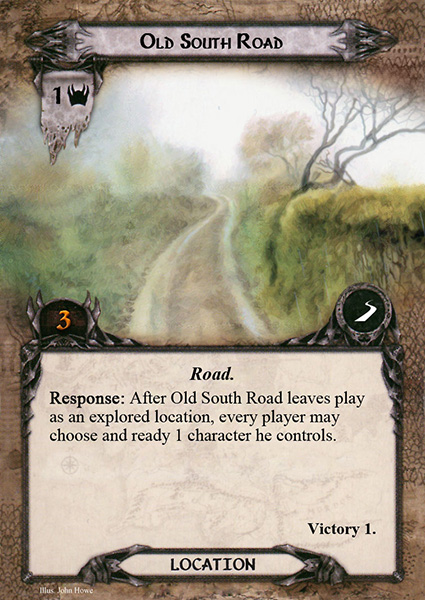 Old South Road
1
3
Road.
Response: After Old South Road leaves play
as an explored location, every player may
choose and ready 1 character he controls.
Victory 1.
LOCATION
Illus. John Howe